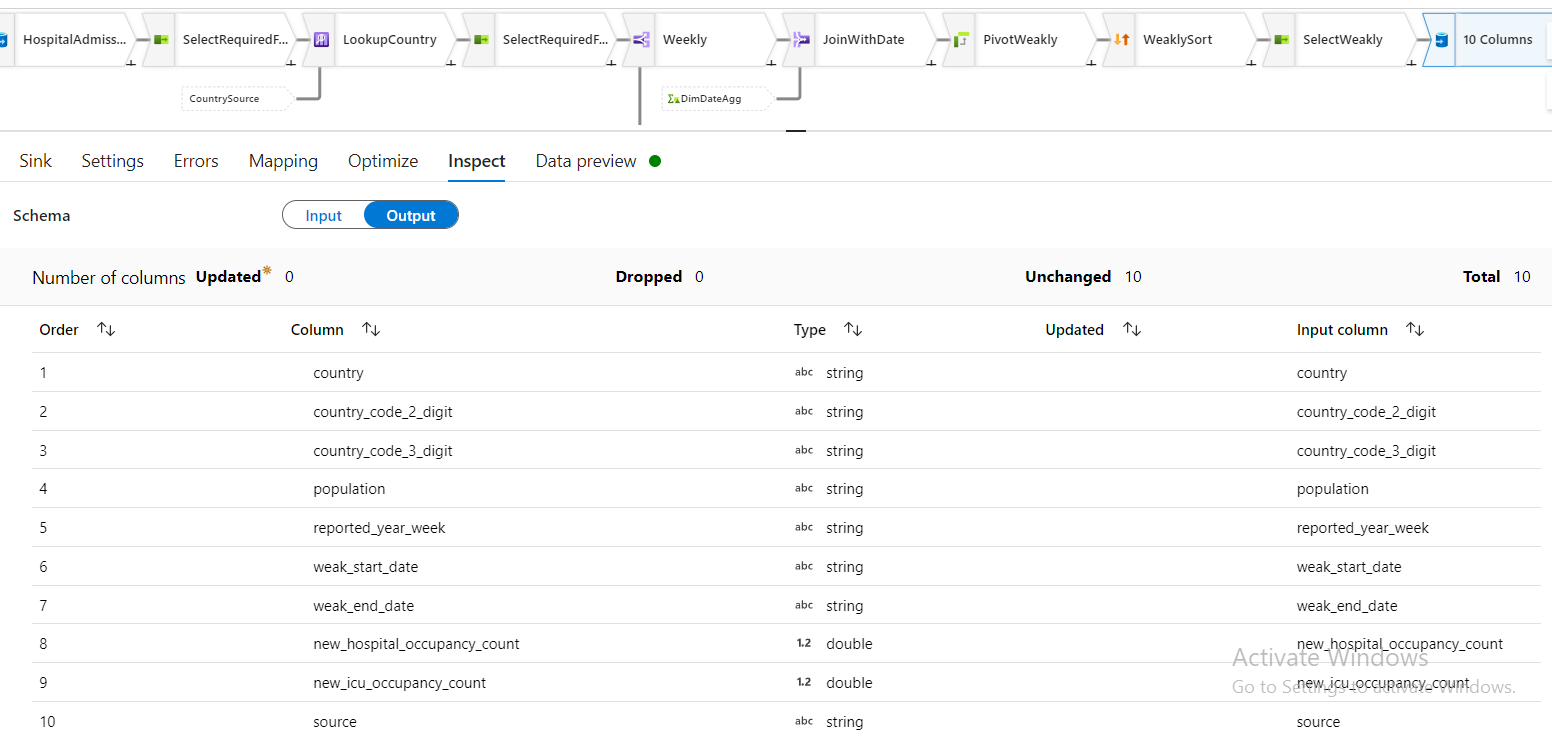 HospitalAdmiss... SelectRequiredF... LookupCountry SelectRequiredF... Weekly JoinWithDate PivotWeakly WeaklySort SelectWeakly 10 Columns
CountrySource DimDateAgg
Sink Settings Errors Mapping Optimize Inspect Data preview
Schema Input Output
Number of columns Updated* 0 Dropped 0 Unchanged 10 Total 10
Order Column Type Updated Input column
1 country abc string country
2 country_code_2_digit abc string country_code_2_digit
3 country_code_3_digit abc string country_code_3_digit
4 population abc string population
5 reported_year_week abc string reported_year_week
6 weak_start_date abc string weak_start_date
7 weak_end_date abc string weak_end_date
8 new_hospital_occupancy_count 1.2 double new_hospital_occupancy_count
Activate Windows
9 new_icu_occupancy_count 1.2 double new_icu_occupancy_count
Go to Settings to activate Windows.
10 source abc string source